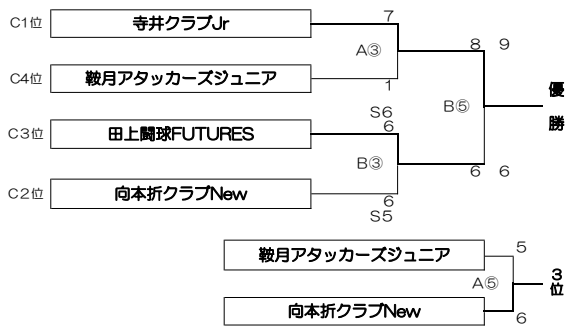 7
C1位 寺井クラブJr
A③ 8 9
C4位 鞍月アタッカーズジュニア
1
S6 B⑤ 優勝
6
C3位 田上闘球FUTURES
B③
6 6
C2位 向本折クラブNew
6
S5
鞍月アタッカーズジュニア 5
A⑤ 3位
向本折クラブNew 6